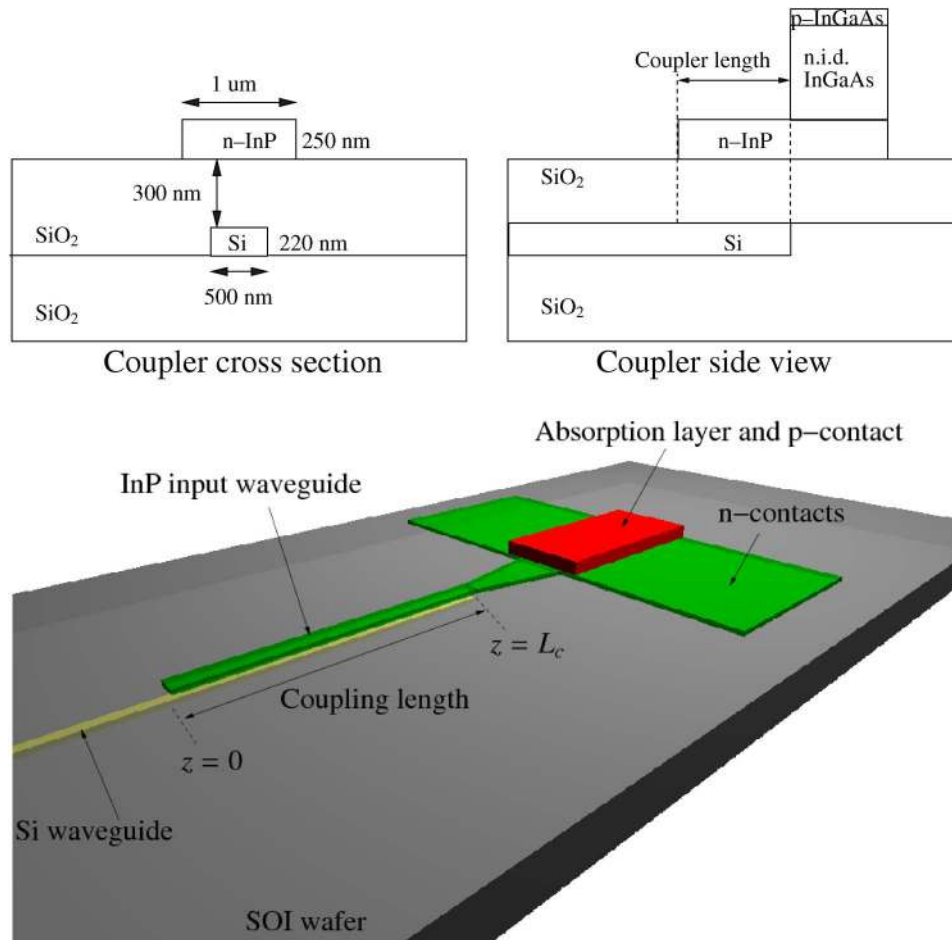 1 um
n–InP
250 nm
300 nm
SiO2
Si
220 nm
500 nm
SiO2
Coupler cross section
p–InGaAs
n.i.d.
InGaAs
Coupler length
n–InP
SiO2
Si
SiO2
Coupler side view
Absorption layer and p–contact
InP input waveguide
n–contacts
z = Lc
Coupling length
z = 0
Si waveguide
SOI wafer